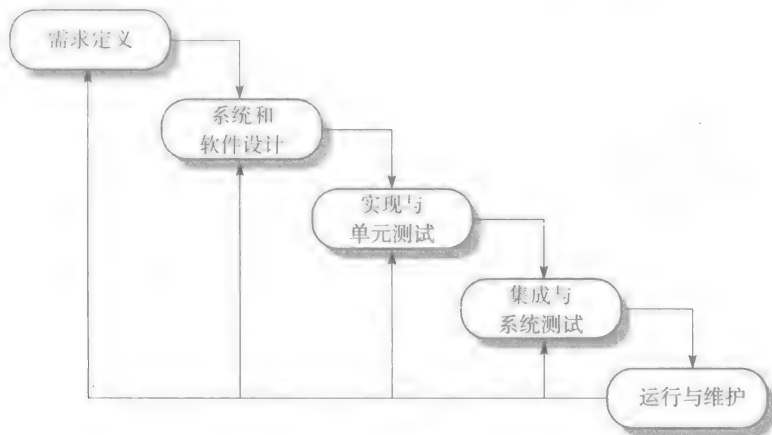 需求定义
系统和
软件设计
实现与
单元测试
集成与
系统测试
运行与维护